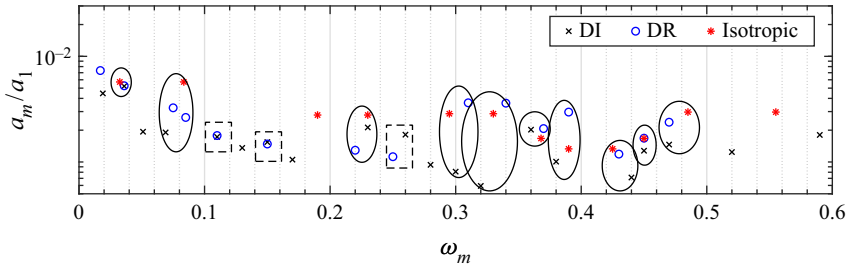 × DI ○ DR * Isotropic
10⁻²
a_m/a_1
0 0.1 0.2 0.3 0.4 0.5 0.6
ω_m